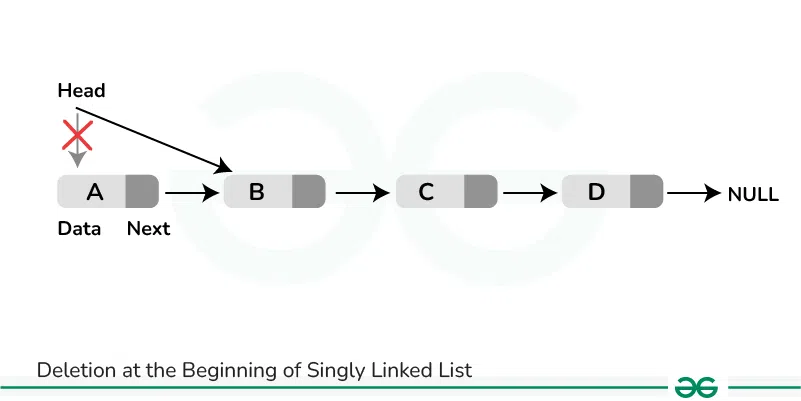 Head
A B C D NULL
Data Next
Deletion at the Beginning of Singly Linked List